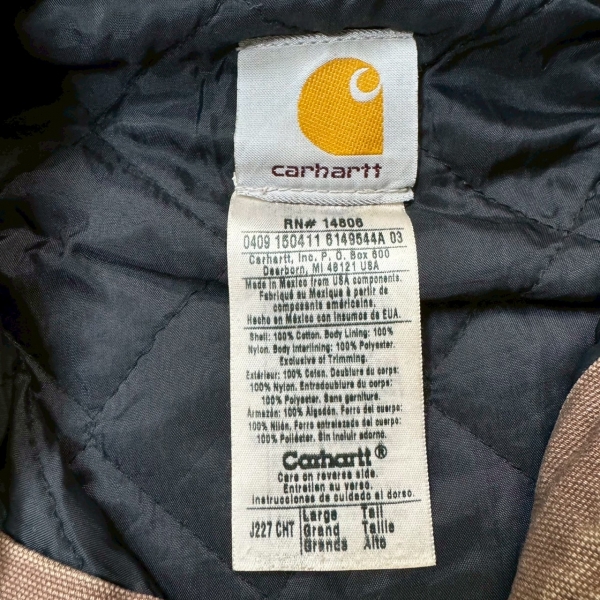 carhartt
RN# 14806
0409 150411 6149544A 03
Carhartt, Inc. P. O. Box 600
Dearborn, MI 48121 USA
Made in Mexico from USA components.
Fabriqué au Mexique à partir de
composants américains.
Hecho en México con insumos de EUA.
Shell: 100% Cotton. Body Lining: 100%
Nylon. Body Interlining: 100% Polyester.
Exclusive of Trimming.
Extérieur: 100% Coton. Doublure du corps:
100% Nylon. Entredoublure du corps:
100% Polyester. Sans garniture.
Armazón: 100% Algodón. Forro del cuerpo:
100% Nilón. Forro entrelazado del cuerpo:
100% Poliéster. Sin incluir adorno.
Carhartt®
Care on reverse side.
Entretien au verso.
Instrucciones de cuidado al dorso.
J227 CHT Large Tall
Grand Taille
Grande Alto